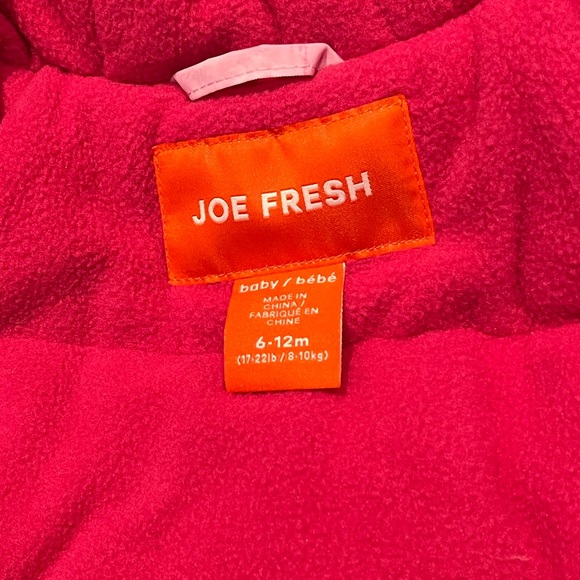 JOE FRESH
baby / bébé
MADE IN
CHINA /
FABRIQUÉ EN
CHINE
6-12m
(17-22lb / 8-10kg)